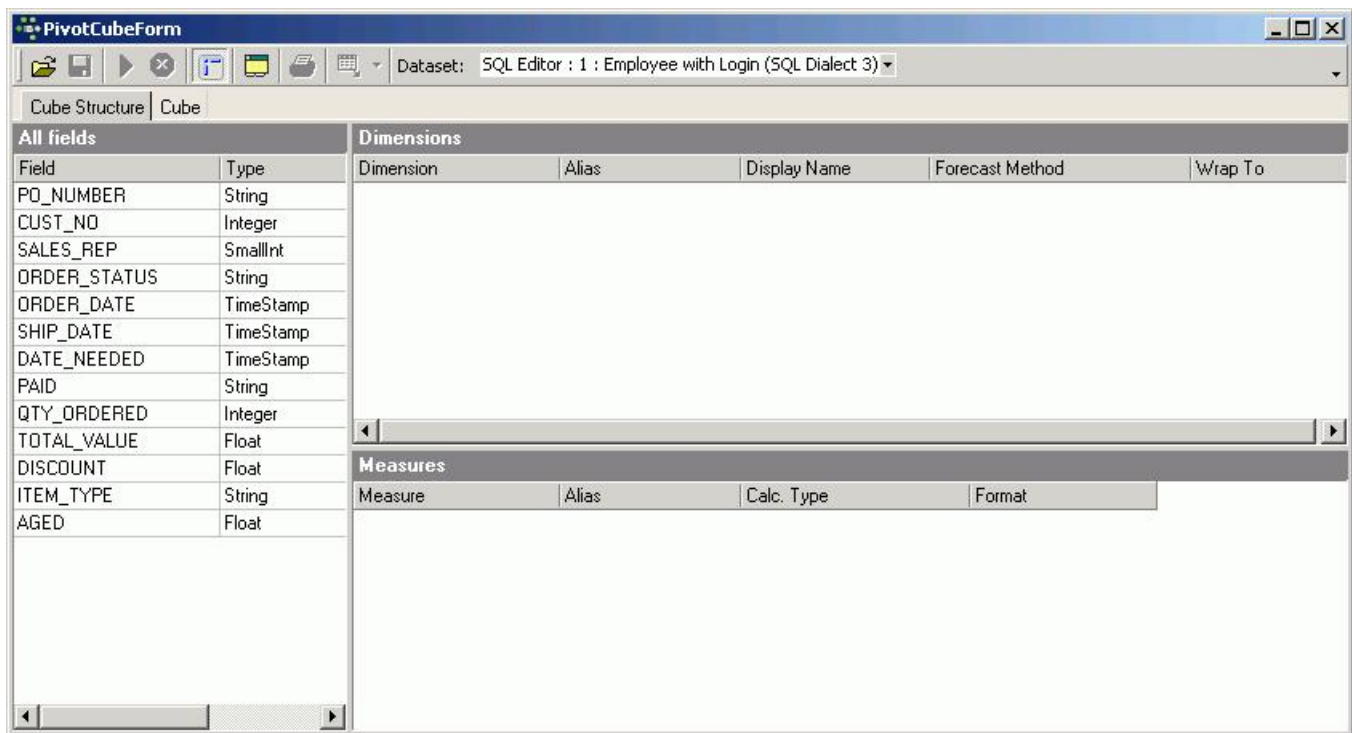 PivotCubeForm
Dataset: SQL Editor : 1 : Employee with Login (SQL Dialect 3)
Cube Structure Cube
All fields
Field Type
PO_NUMBER String
CUST_NO Integer
SALES_REP SmallInt
ORDER_STATUS String
ORDER_DATE TimeStamp
SHIP_DATE TimeStamp
DATE_NEEDED TimeStamp
PAID String
QTY_ORDERED Integer
TOTAL_VALUE Float
DISCOUNT Float
ITEM_TYPE String
AGED Float
Dimensions
Dimension Alias Display Name Forecast Method Wrap To
Measures
Measure Alias Calc. Type Format